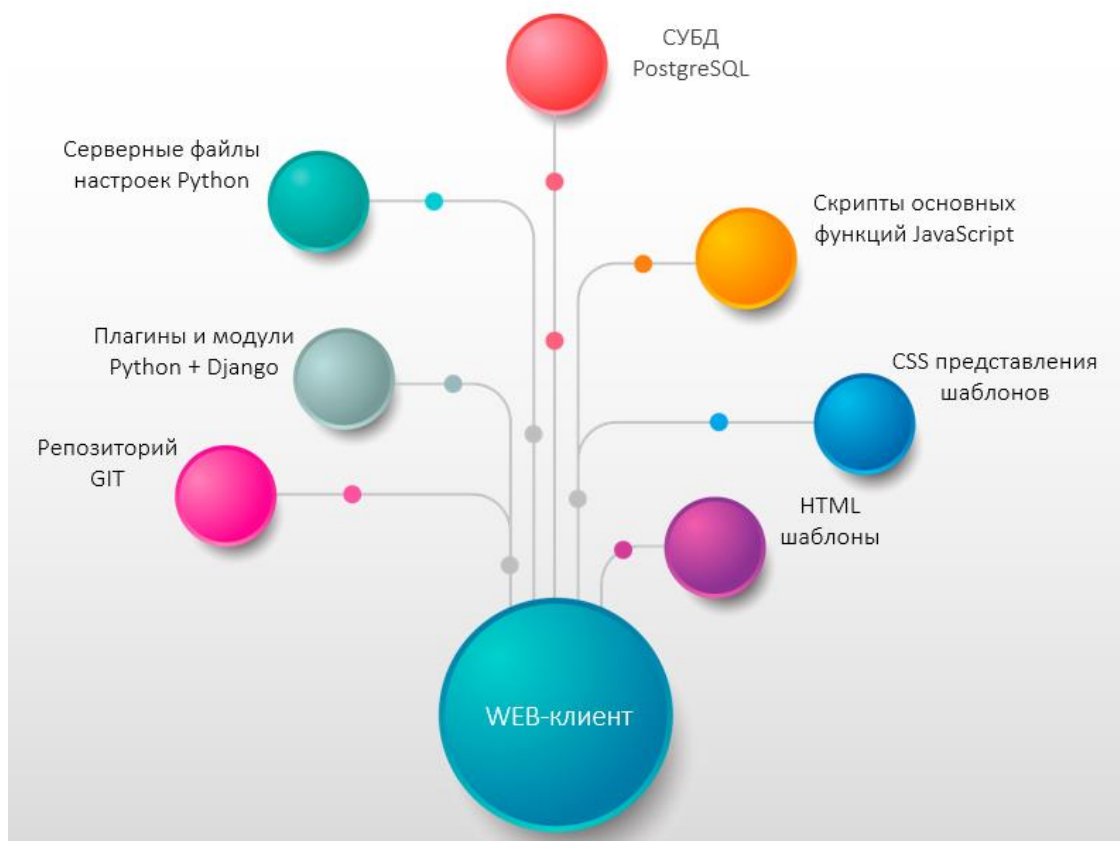 СУБД
PostgreSQL
Серверные файлы
настроек Python
Скрипты основных
функций JavaScript
Плагины и модули
Python + Django
CSS представления
шаблонов
Репозиторий
GIT
HTML
шаблоны
WEB-клиент